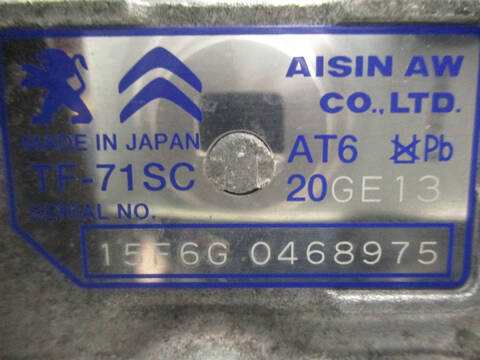 AISIN AW
CO.,LTD.
MADE IN JAPAN
AT6 Pb
TF-71SC
20GE13
SERIAL NO.
15F6G 0468975